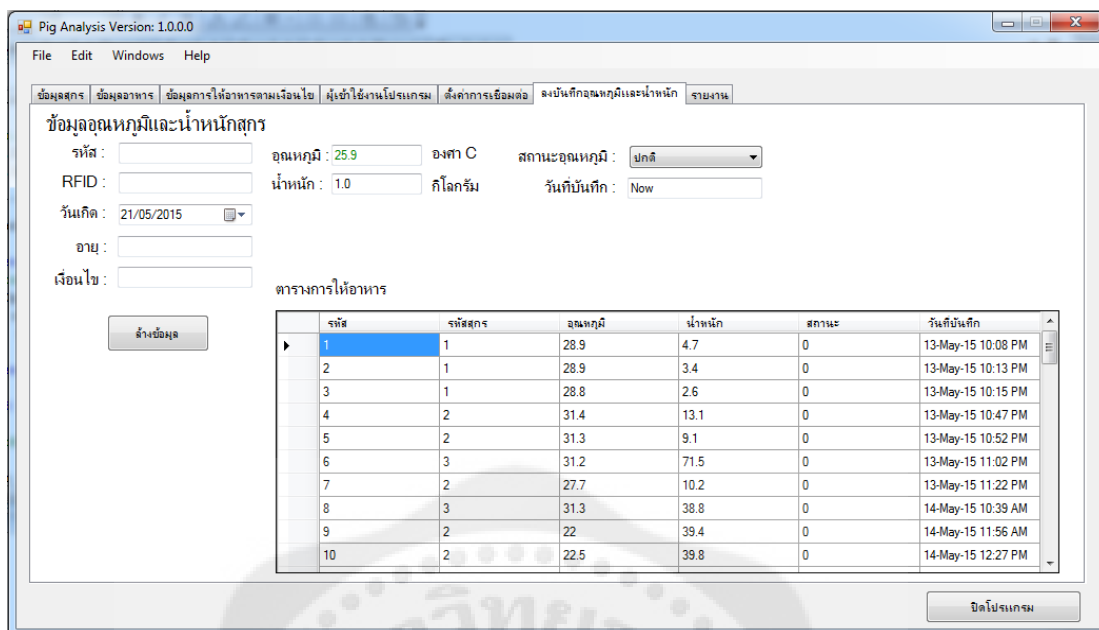 Pig Analysis Version: 1.0.0.0
File Edit Windows Help
ข้อมูลสุกร ข้อมูลอาหาร ข้อมูลการให้อาหารตามเงื่อนไข ผู้เข้าใช้งานโปรแกรม ตั้งค่าการเชื่อมต่อ ลงบันทึกอุณหภูมิและน้ำหนัก รายงาน
ข้อมูลอุณหภูมิและน้ำหนักสุกร
รหัส : อุณหภูมิ : 25.9 องศา C สถานะอุณหภูมิ : ปกติ
RFID : น้ำหนัก : 1.0 กิโลกรัม วันที่บันทึก : Now
วันเกิด : 21/05/2015
อายุ :
เงื่อนไข :
ตารางการให้อาหาร
ล้างข้อมูล
รหัส รหัสสุกร อุณหภูมิ น้ำหนัก สถานะ วันที่บันทึก
1 1 28.9 4.7 0 13-May-15 10:08 PM
2 1 28.9 3.4 0 13-May-15 10:13 PM
3 1 28.8 2.6 0 13-May-15 10:15 PM
4 2 31.4 13.1 0 13-May-15 10:47 PM
5 2 31.3 9.1 0 13-May-15 10:52 PM
6 3 31.2 71.5 0 13-May-15 11:02 PM
7 2 27.7 10.2 0 13-May-15 11:22 PM
8 3 31.3 38.8 0 14-May-15 10:39 AM
9 2 22 39.4 0 14-May-15 11:56 AM
10 2 22.5 39.8 0 14-May-15 12:27 PM
ปิดโปรแกรม